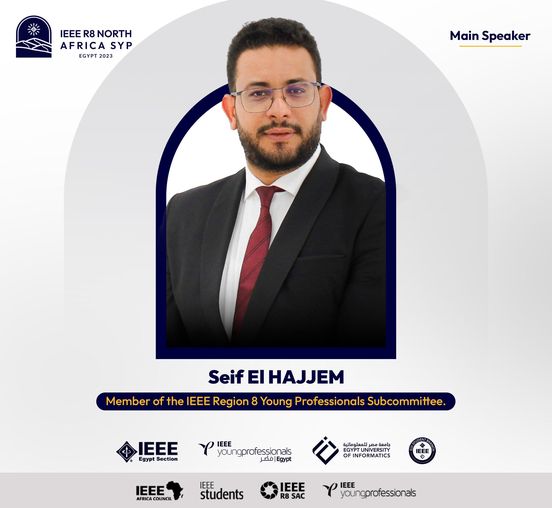 IEEE R8 NORTH
AFRICA SYP
EGYPT 2023
Main Speaker
Seif El HAJJEM
Member of the IEEE Region 8 Young Professionals Subcommittee.
IEEE
Egypt Section
IEEE
youngprofessionals
مصر | Egypt
جامعة مصر للمعلوماتية
EGYPT UNIVERSITY
OF INFORMATICS
IEEE
IEEE
AFRICA COUNCIL
IEEE
students
IEEE
R8 SAC
IEEE
youngprofessionals